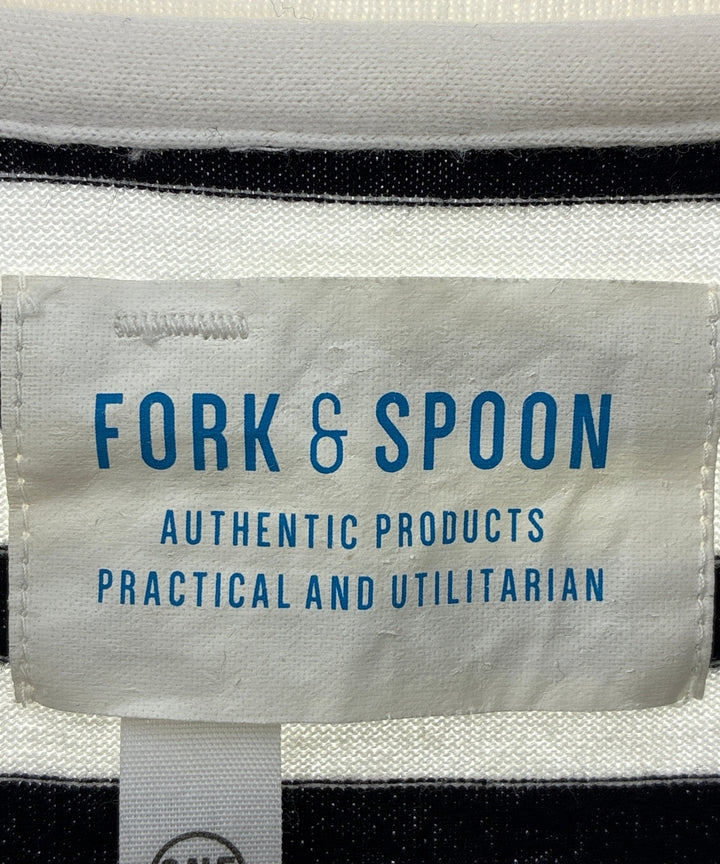 FORK & SPOON
AUTHENTIC PRODUCTS
PRACTICAL AND UTILITARIAN